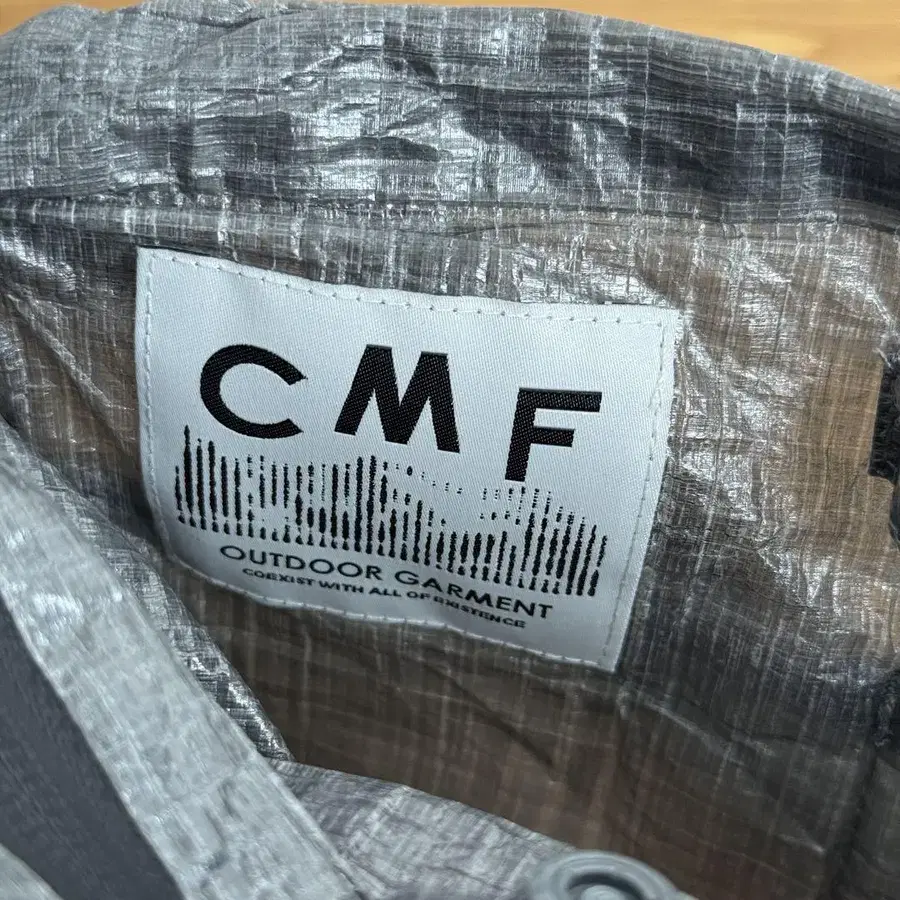 CMF
OUTDOOR GARMENT
COEXIST WITH ALL OF EXISTENCE